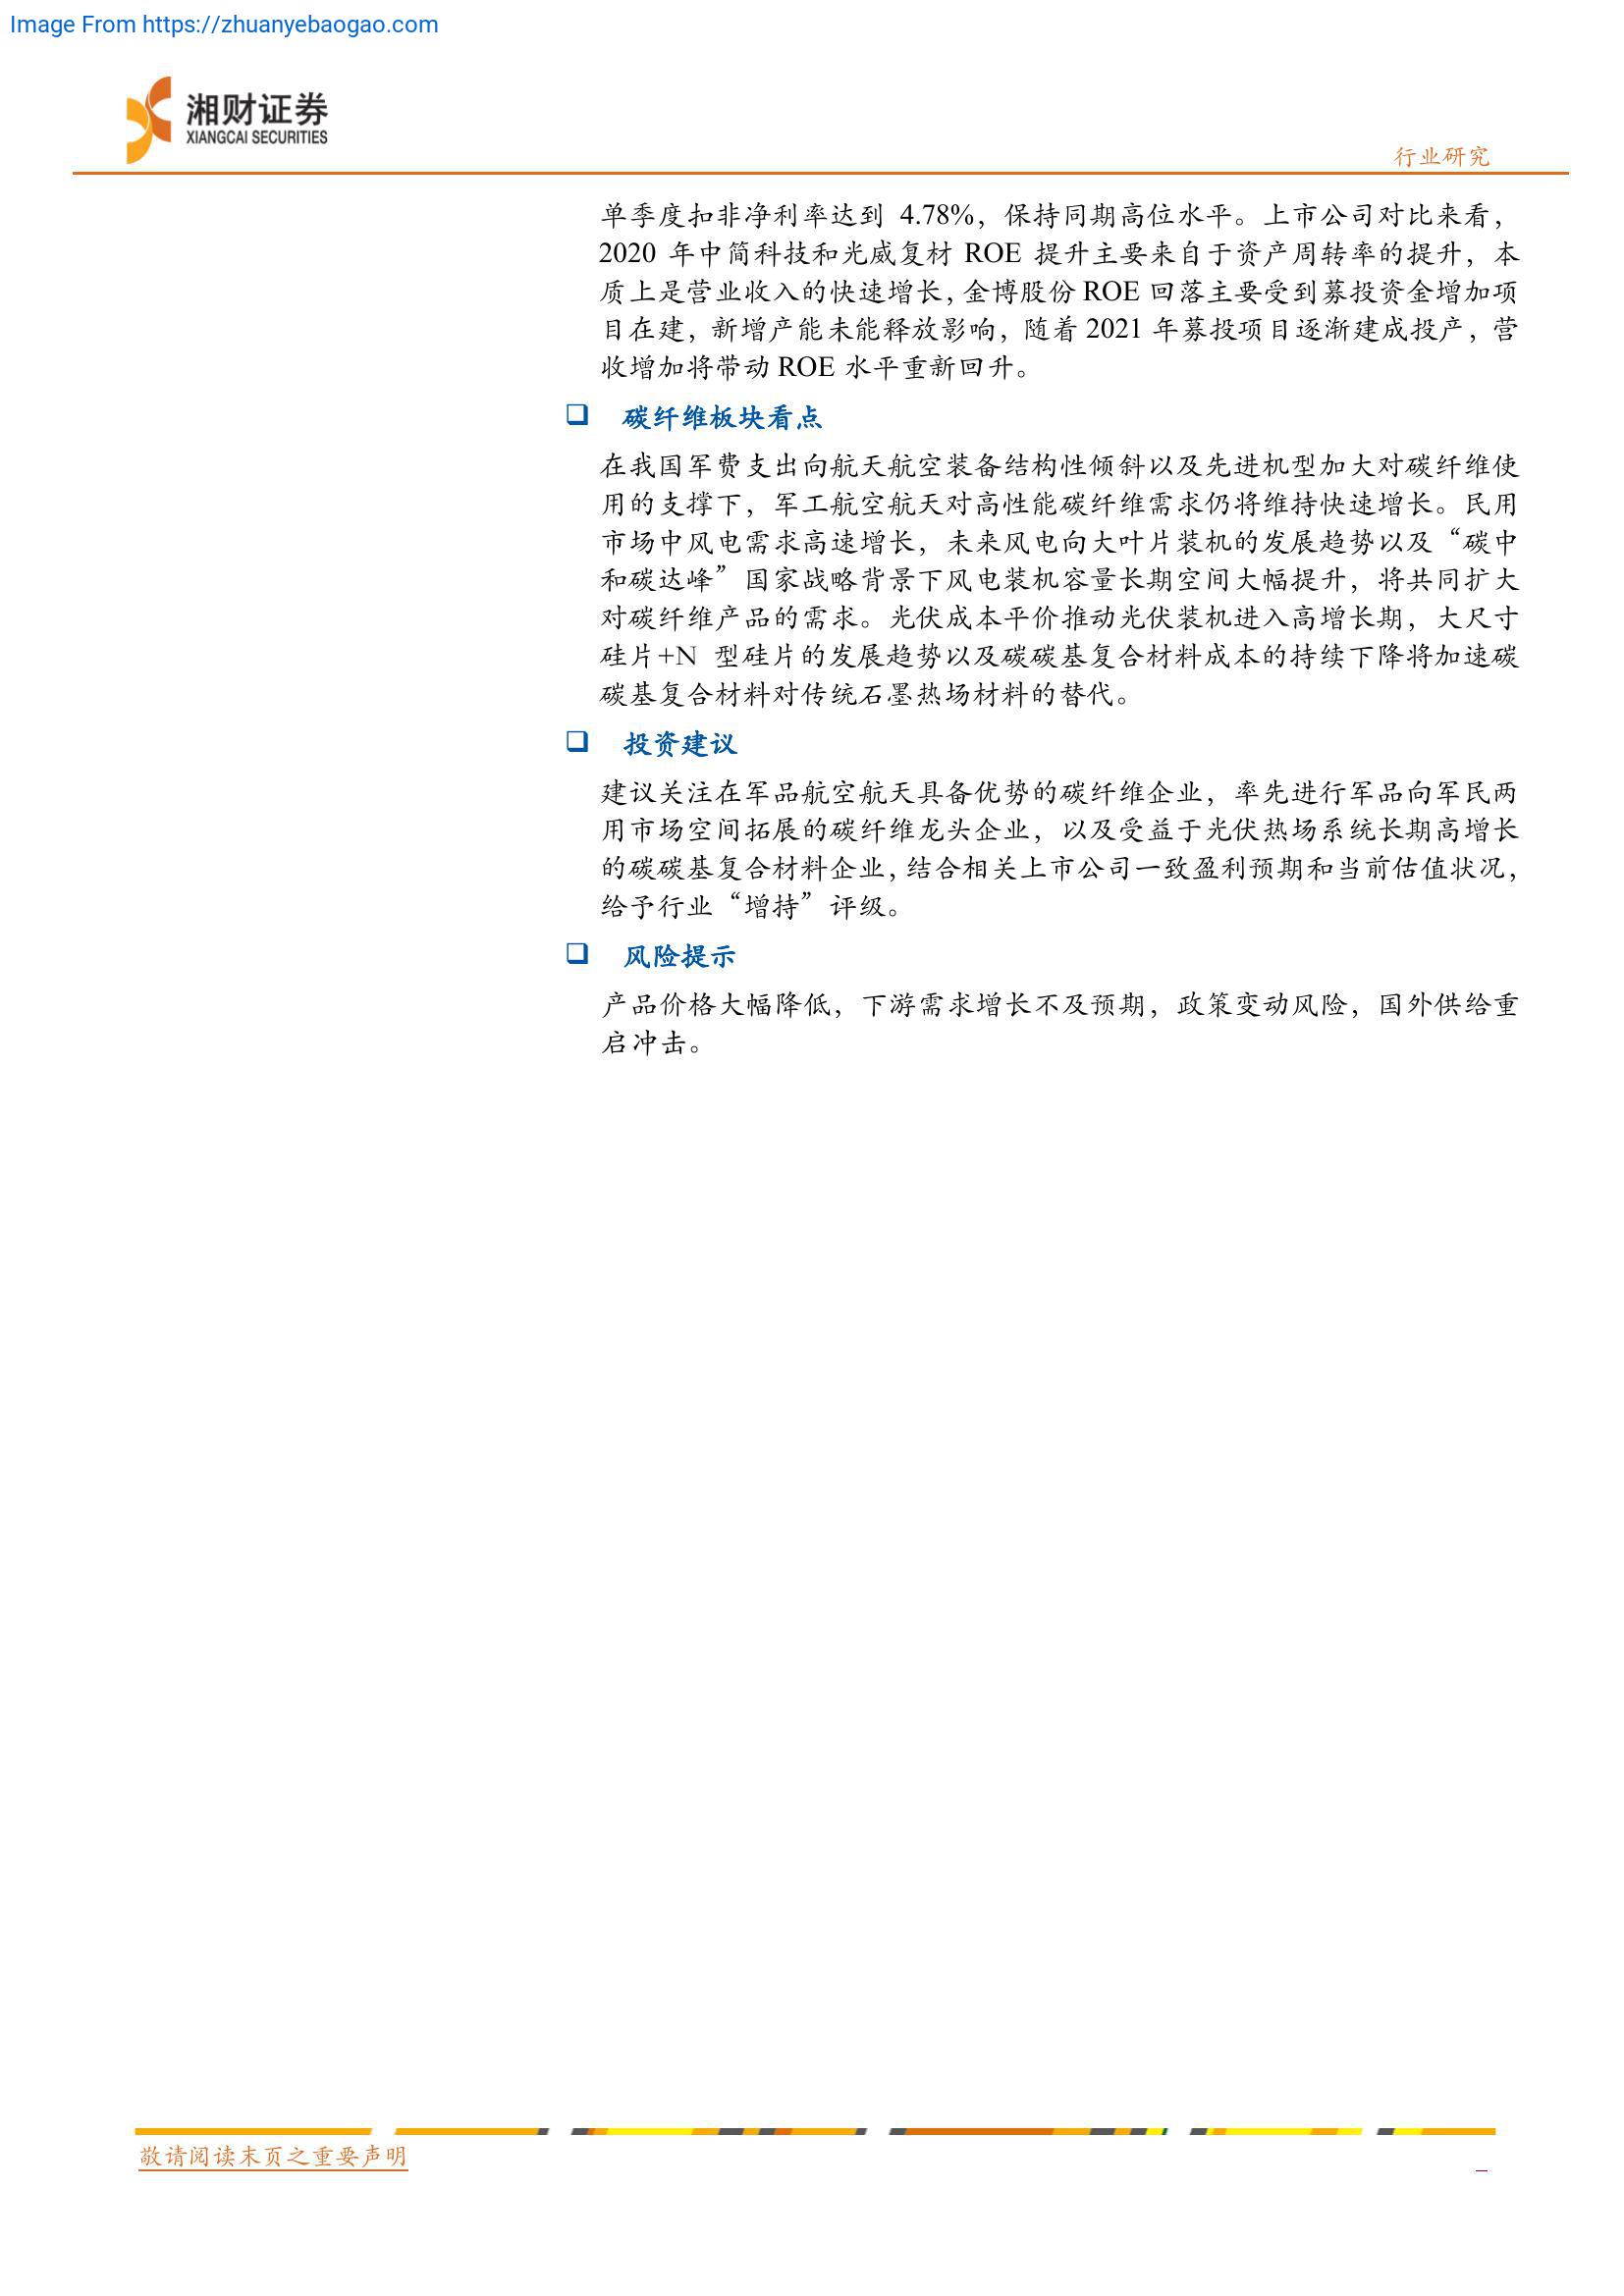 Image From https://zhuanyebaogao.com
湘财证券
XIANGCAI SECURITIES
行业研究
单季度扣非净利率达到 4.78%，保持同期高位水平。上市公司对比来看，
2020 年中简科技和光威复材 ROE 提升主要来自于资产周转率的提升，本
质上是营业收入的快速增长，金博股份 ROE 回落主要受到募投资金增加项
目在建，新增产能未能释放影响，随着 2021 年募投项目逐渐建成投产，营
收增加将带动 ROE 水平重新回升。
碳纤维板块看点
在我国军费支出向航天航空装备结构性倾斜以及先进机型加大对碳纤维使
用的支撑下，军工航空航天对高性能碳纤维需求仍将维持快速增长。民用
市场中风电需求高速增长，未来风电向大叶片装机的发展趋势以及“碳中
和碳达峰”国家战略背景下风电装机容量长期空间大幅提升，将共同扩大
对碳纤维产品的需求。光伏成本平价推动光伏装机进入高增长期，大尺寸
硅片+N 型硅片的发展趋势以及碳碳基复合材料成本的持续下降将加速碳
碳基复合材料对传统石墨热场材料的替代。
投资建议
建议关注在军品航空航天具备优势的碳纤维企业，率先进行军品向军民两
用市场空间拓展的碳纤维龙头企业，以及受益于光伏热场系统长期高增长
的碳碳基复合材料企业，结合相关上市公司一致盈利预期和当前估值状况，
给予行业“增持”评级。
风险提示
产品价格大幅降低，下游需求增长不及预期，政策变动风险，国外供给重
启冲击。
敬请阅读末页之重要声明